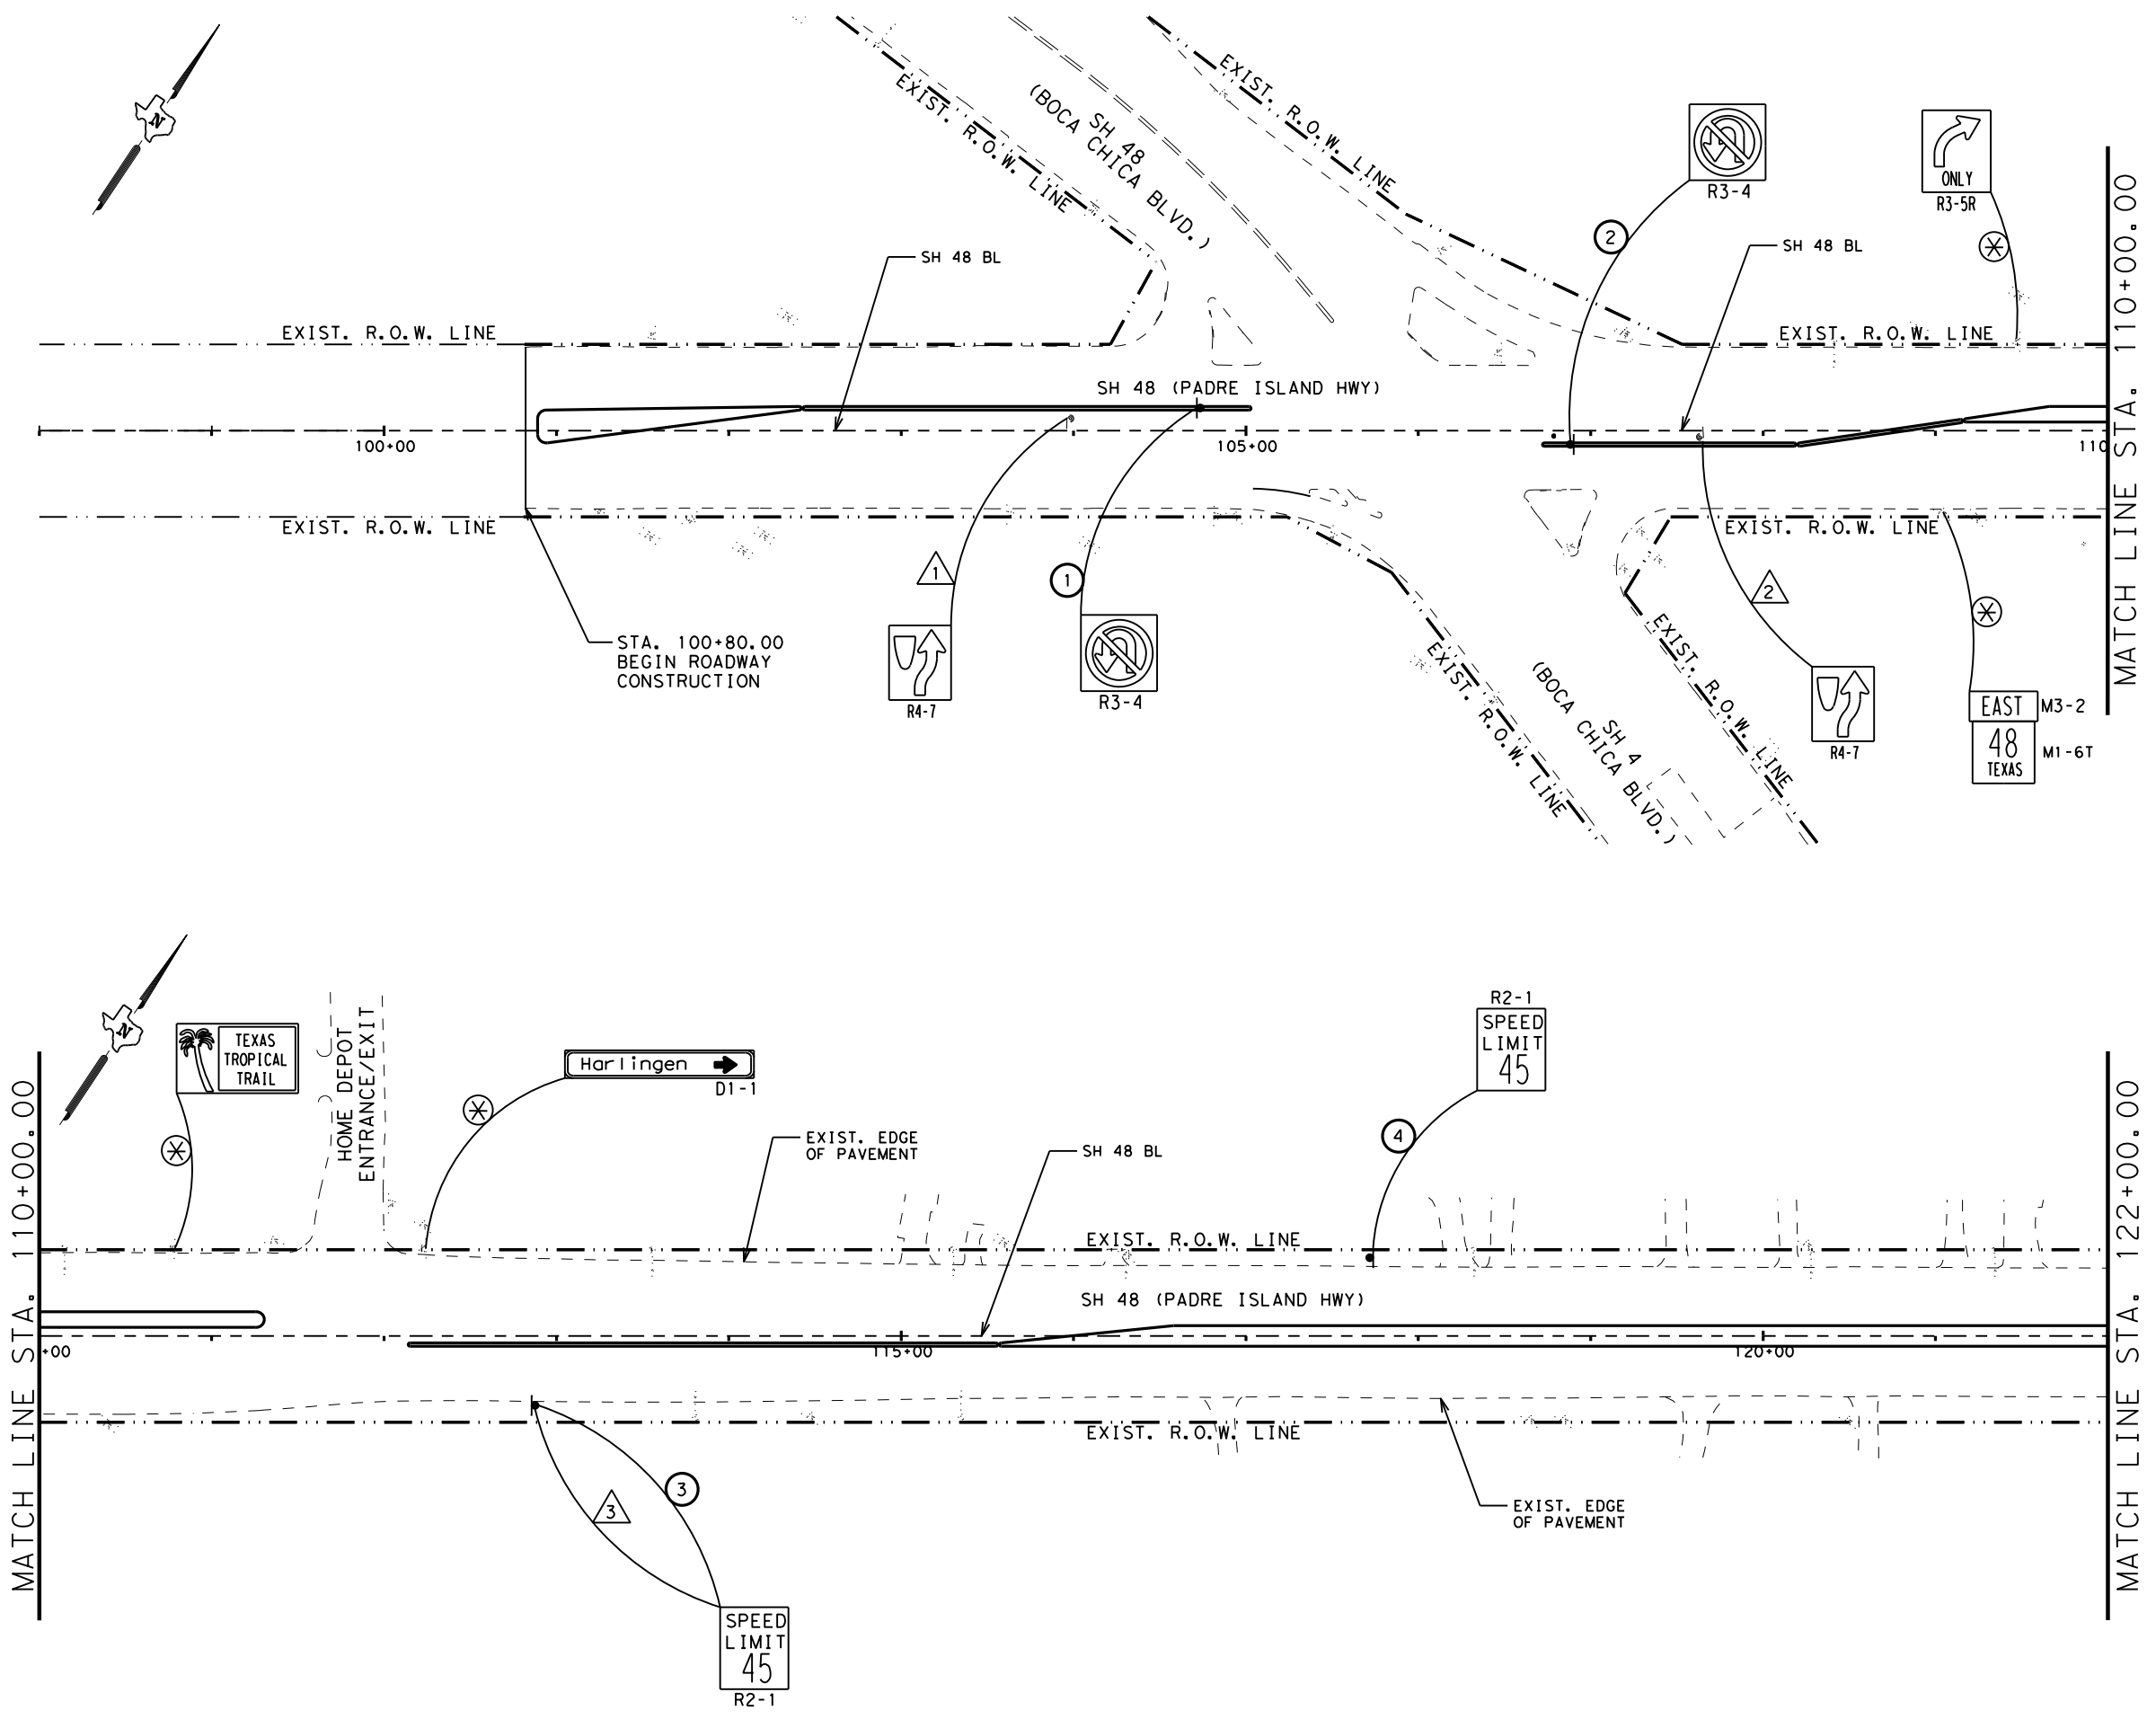 N
EXIST. R.O.W. LINE
SH 48
(BOCA CHICA BLVD.)
EXIST. R.O.W. LINE
R3-4
ONLY
R3-5R
2
SH 48 BL
SH 48 BL
EXIST. R.O.W. LINE
EXIST. R.O.W. LINE
SH 48 (PADRE ISLAND HWY)
100+00
105+00
110
MATCH LINE STA. 110+00.00
EXIST. R.O.W. LINE
EXIST. R.O.W. LINE
1
1
2
STA. 100+80.00
BEGIN ROADWAY
CONSTRUCTION
R4-7
R3-4
EXIST. R.O.W. LINE
SH 4
(BOCA CHICA BLVD.)
EXIST. R.O.W. LINE
R4-7
EAST
M3-2
48
TEXAS
M1-6T
N
TEXAS
TROPICAL
TRAIL
HOME DEPOT
ENTRANCE/EXIT
Harlingen
D1-1
R2-1
SPEED
LIMIT
45
4
EXIST. EDGE
OF PAVEMENT
SH 48 BL
EXIST. R.O.W. LINE
SH 48 (PADRE ISLAND HWY)
MATCH LINE STA. 110+00.00
+00
115+00
120+00
MATCH LINE STA. 122+00.00
EXIST. R.O.W. LINE
3
3
EXIST. EDGE
OF PAVEMENT
SPEED
LIMIT
45
R2-1